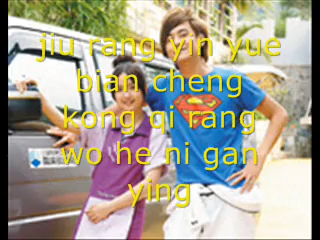 jiu rang yin yue
bian cheng
kong qi rang
wo he ni gan
ying